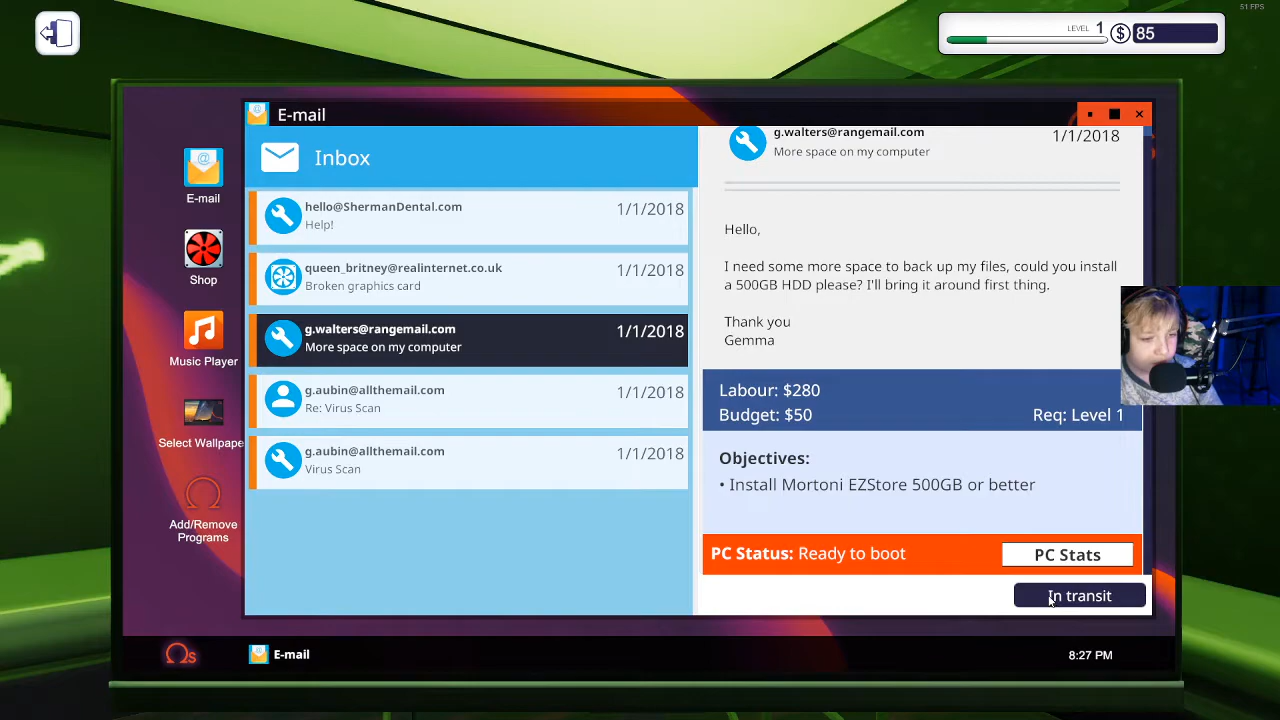 51 FPS
LEVEL 1
$ 85
E-mail
Inbox
hello@ShermanDental.com
1/1/2018
Help!
queen_britney@realinternet.co.uk
1/1/2018
Broken graphics card
g.walters@rangemail.com
1/1/2018
More space on my computer
g.aubin@allthemail.com
1/1/2018
Re: Virus Scan
g.aubin@allthemail.com
1/1/2018
Virus Scan
g.walters@rangemail.com
1/1/2018
More space on my computer
Hello,
I need some more space to back up my files, could you install
a 500GB HDD please? I'll bring it around first thing.
Thank you
Gemma
Labour: $280
Budget: $50
Req: Level 1
Objectives:
• Install Mortoni EZStore 500GB or better
PC Status: Ready to boot
PC Stats
In transit
E-mail
Shop
Music Player
Select Wallpape
Add/Remove
Programs
Ωs
E-mail
8:27 PM